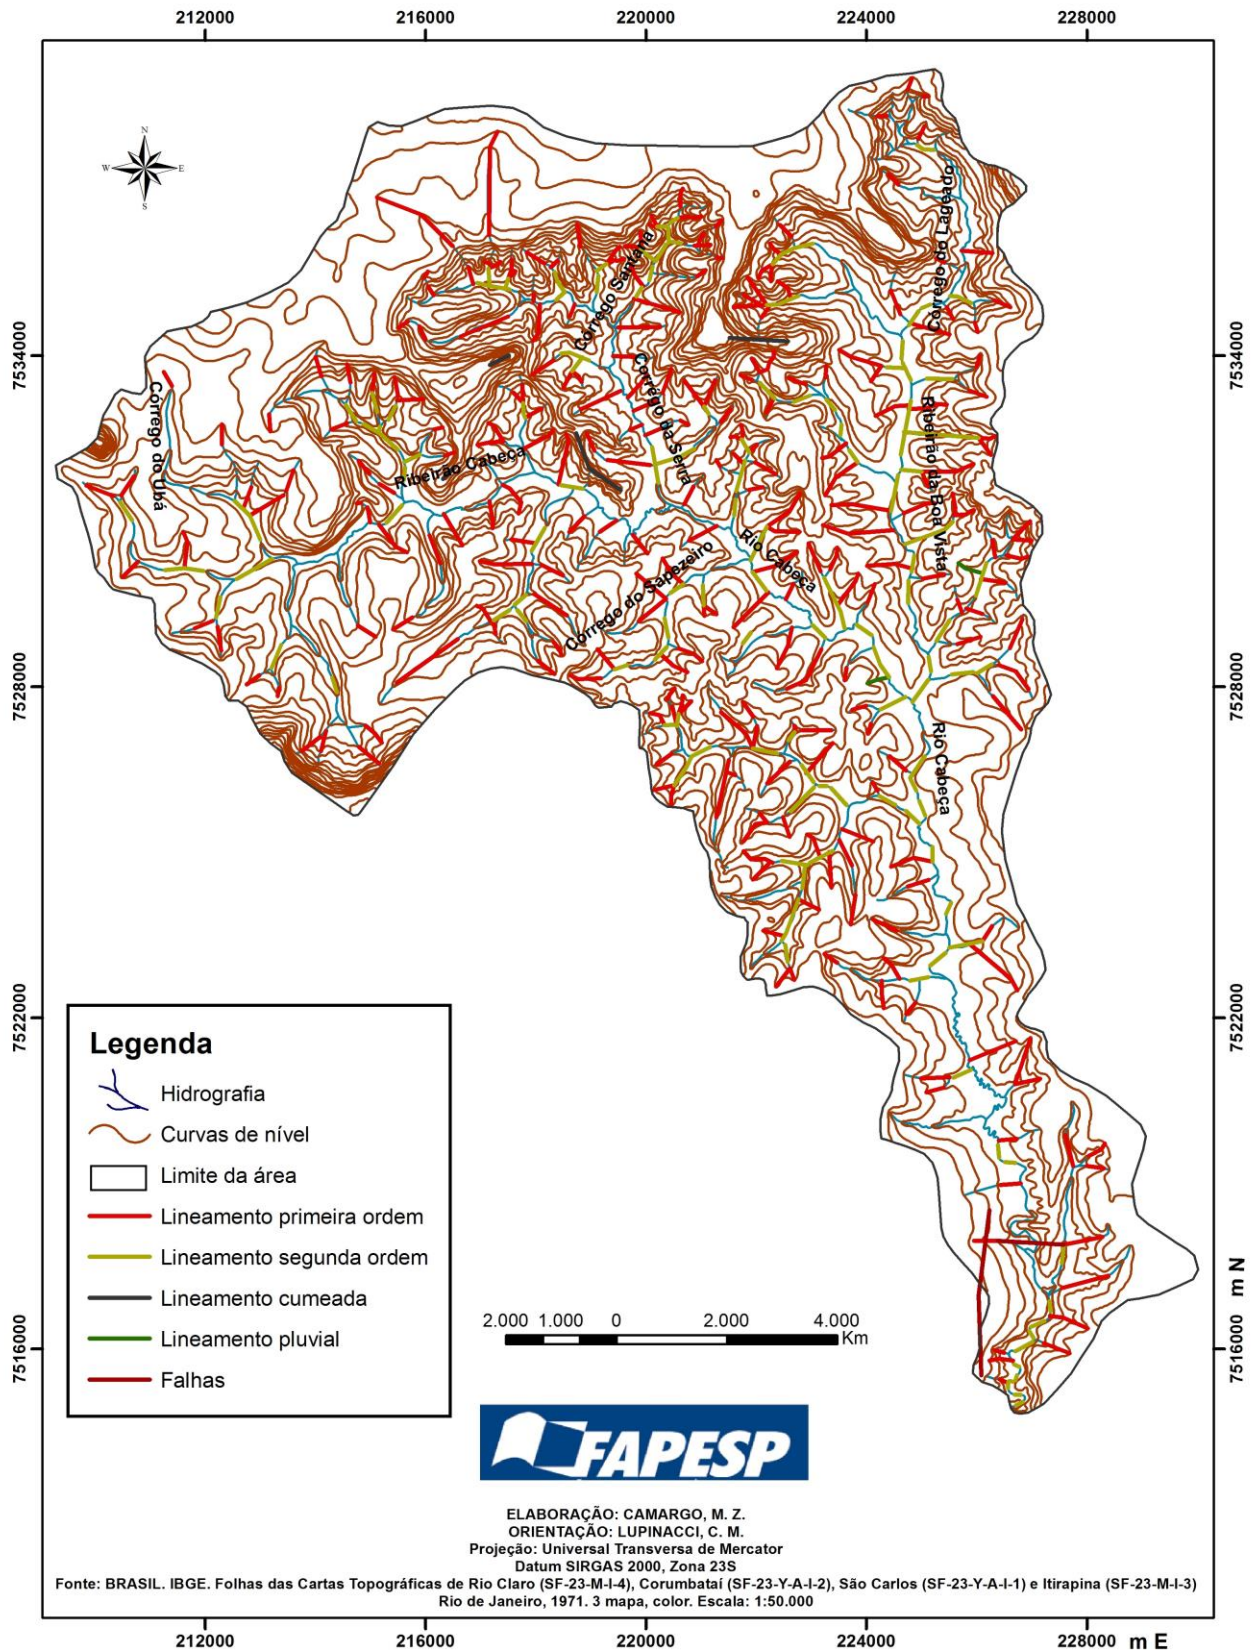 212000 216000 220000 224000 228000
N
W E
S
Córrego do Lageado
Córrego Santana
7534000
7534000
Córrego do Ubá
Córrego da Serra
Ribeirão da Boa Vista
Ribeirão Cabeça
Rio Cabeça
Córrego do Sapezeiro
7528000
7528000
Rio Cabeça
7522000
7522000
Legenda
Hidrografia
Curvas de nível
Limite da área
Lineamento primeira ordem
Lineamento segunda ordem
Lineamento cumeada
Lineamento pluvial
Falhas
2.000 1.000 0 2.000 4.000
Km
m N
7516000
7516000
FAPESP
ELABORAÇÃO: CAMARGO, M. Z.
ORIENTAÇÃO: LUPINACCI, C. M.
Projeção: Universal Transversa de Mercator
Datum SIRGAS 2000, Zona 23S
Fonte: BRASIL. IBGE. Folhas das Cartas Topográficas de Rio Claro (SF-23-M-I-4), Corumbataí (SF-23-Y-A-I-2), São Carlos (SF-23-Y-A-I-1) e Itirapina (SF-23-M-I-3)
Rio de Janeiro, 1971. 3 mapa, color. Escala: 1:50.000
212000 216000 220000 224000 228000 m E